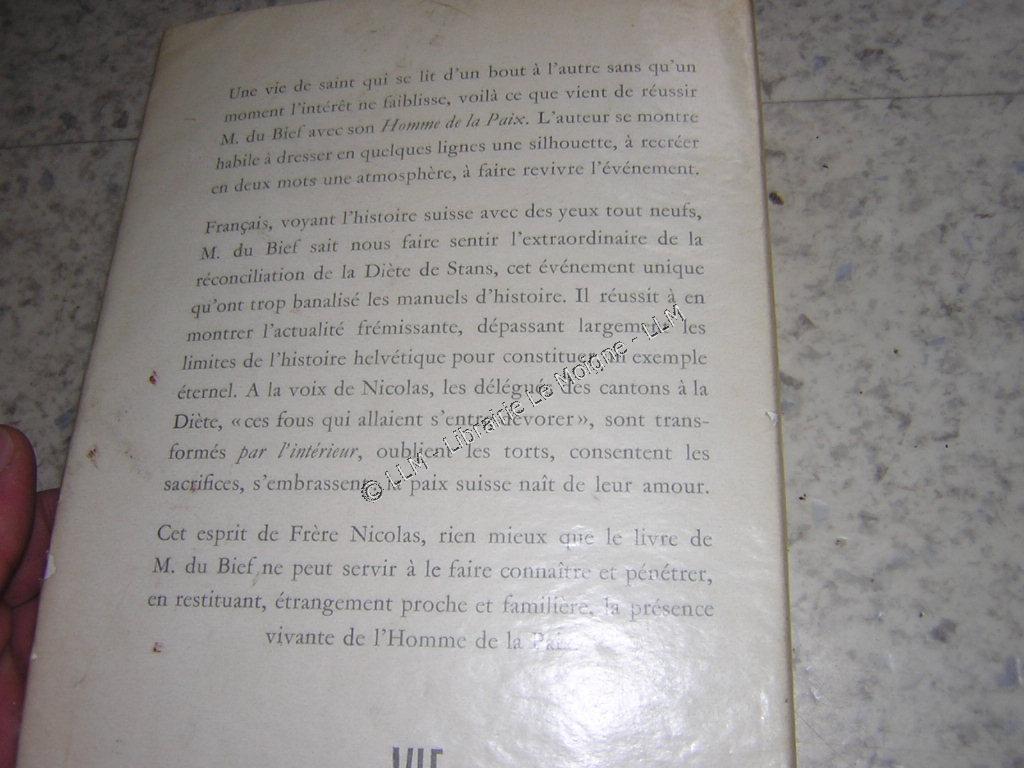 Une vie de saint qui se lit d'un bout à l'autre sans qu'un
moment l'intérêt ne faiblisse, voilà ce que vient de réussir
M. du Bief avec son Homme de la Paix. L'auteur se montre
habile à dresser en quelques lignes une silhouette, à recréer
en deux mots une atmosphère, à faire revivre l'événement.
Français, voyant l'histoire suisse avec des yeux tout neufs,
M. du Bief sait nous faire sentir l'extraordinaire de la
réconciliation de la Diète de Stans, cet événement unique
qu'ont trop banalisé les manuels d'histoire. Il réussit à en
montrer l'actualité frémissante, dépassant largement les
limites de l'histoire helvétique pour constituer un exemple
éternel. A la voix de Nicolas, les délégués des cantons à la
Diète, «ces fous qui allaient s'entre-dévorer», sont trans-
formés par l'intérieur, oublient les torts, consentent les
sacrifices, s'embrassent, la paix suisse naît de leur amour.
Cet esprit de Frère Nicolas, rien mieux que le livre de
M. du Bief ne peut servir à le faire connaître et pénétrer,
en restituant, étrangement proche et familière, la présence
vivante de l'Homme de la Paix.
VIE
© LLM - Librairie Le Moigne - LLM